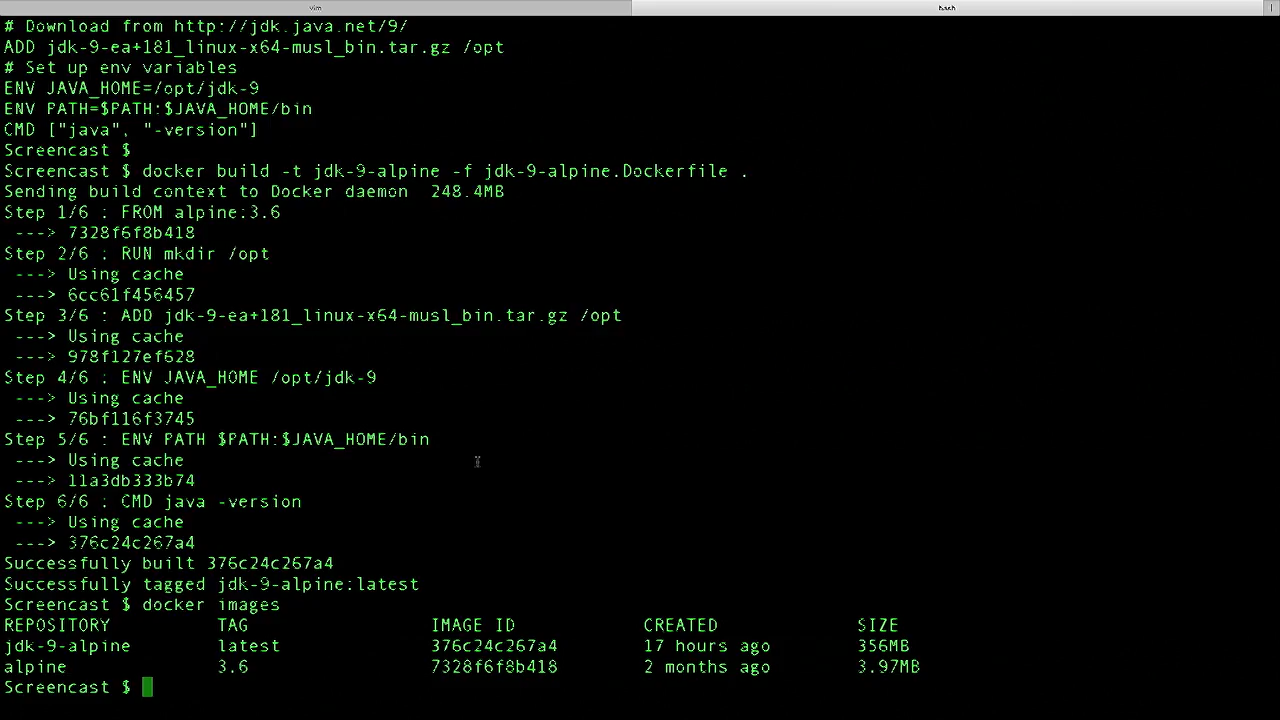 vim
bash
# Download from http://jdk.java.net/9/
ADD jdk-9-ea+181_linux-x64-musl_bin.tar.gz /opt
# Set up env variables
ENV JAVA_HOME=/opt/jdk-9
ENV PATH=$PATH:$JAVA_HOME/bin
CMD ["java", "-version"]
Screencast $
Screencast $ docker build -t jdk-9-alpine -f jdk-9-alpine.Dockerfile .
Sending build context to Docker daemon  248.4MB
Step 1/6 : FROM alpine:3.6
 ---> 7328f6f8b418
Step 2/6 : RUN mkdir /opt
 ---> Using cache
 ---> 6cc61f456457
Step 3/6 : ADD jdk-9-ea+181_linux-x64-musl_bin.tar.gz /opt
 ---> Using cache
 ---> 978f127ef628
Step 4/6 : ENV JAVA_HOME /opt/jdk-9
 ---> Using cache
 ---> 76bf116f3745
Step 5/6 : ENV PATH $PATH:$JAVA_HOME/bin
 ---> Using cache
 ---> 11a3db333b74
Step 6/6 : CMD java -version
 ---> Using cache
 ---> 376c24c267a4
Successfully built 376c24c267a4
Successfully tagged jdk-9-alpine:latest
Screencast $ docker images
REPOSITORY TAG IMAGE ID CREATED SIZE
jdk-9-alpine latest 376c24c267a4 17 hours ago 356MB
alpine 3.6 7328f6f8b418 2 months ago 3.97MB
Screencast $